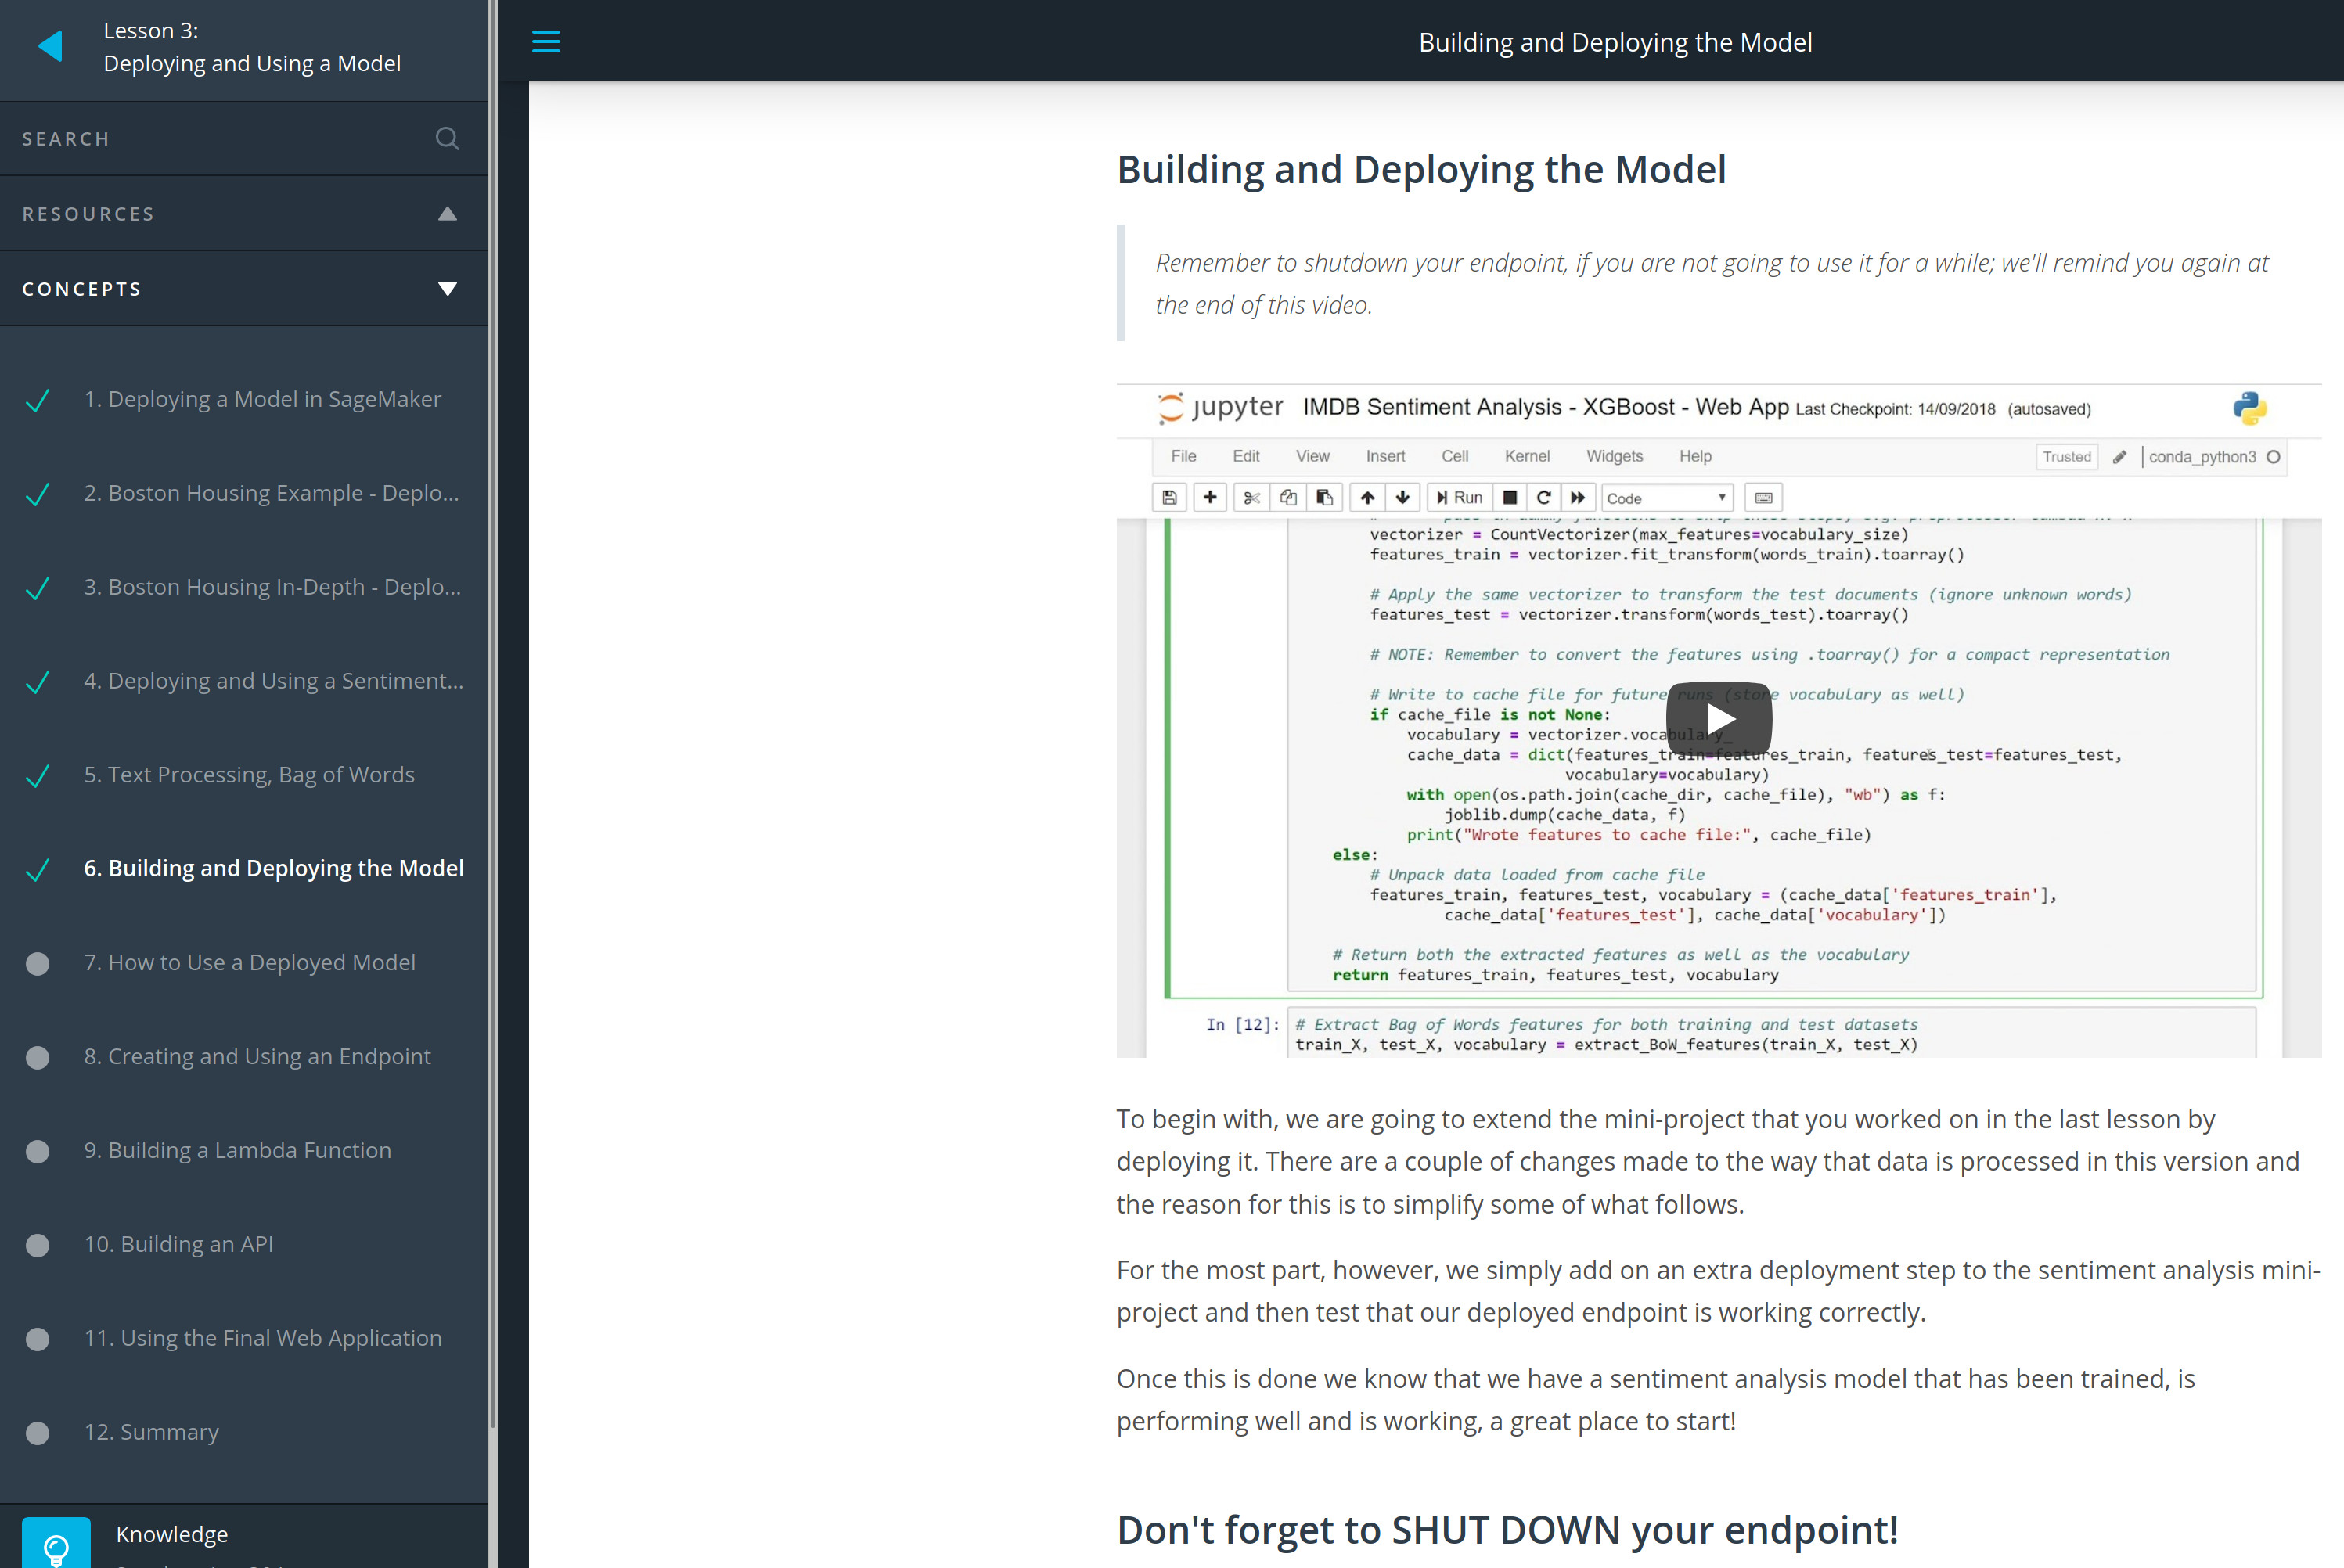 Lesson 3:
Deploying and Using a Model
SEARCH
RESOURCES
CONCEPTS
1. Deploying a Model in SageMaker
2. Boston Housing Example - Deplo...
3. Boston Housing In-Depth - Deplo...
4. Deploying and Using a Sentiment...
5. Text Processing, Bag of Words
6. Building and Deploying the Model
7. How to Use a Deployed Model
8. Creating and Using an Endpoint
9. Building a Lambda Function
10. Building an API
11. Using the Final Web Application
12. Summary
Knowledge
Building and Deploying the Model
Building and Deploying the Model
Remember to shutdown your endpoint, if you are not going to use it for a while; we'll remind you again at
the end of this video.
jupyter IMDB Sentiment Analysis - XGBoost - Web App Last Checkpoint: 14/09/2018 (autosaved)
File Edit View Insert Cell Kernel Widgets Help Trusted conda_python3
Run Code
vectorizer = CountVectorizer(max_features=vocabulary_size)
features_train = vectorizer.fit_transform(words_train).toarray()
# Apply the same vectorizer to transform the test documents (ignore unknown words)
features_test = vectorizer.transform(words_test).toarray()
# NOTE: Remember to convert the features using .toarray() for a compact representation
# Write to cache file for future runs (store vocabulary as well)
if cache_file is not None:
vocabulary = vectorizer.vocabulary_
cache_data = dict(features_train=features_train, features_test=features_test,
vocabulary=vocabulary)
with open(os.path.join(cache_dir, cache_file), "wb") as f:
joblib.dump(cache_data, f)
print("Wrote features to cache file:", cache_file)
else:
# Unpack data loaded from cache file
features_train, features_test, vocabulary = (cache_data['features_train'],
cache_data['features_test'], cache_data['vocabulary'])
# Return both the extracted features as well as the vocabulary
return features_train, features_test, vocabulary
In [12]: # Extract Bag of Words features for both training and test datasets
train_X, test_X, vocabulary = extract_BoW_features(train_X, test_X)
To begin with, we are going to extend the mini-project that you worked on in the last lesson by
deploying it. There are a couple of changes made to the way that data is processed in this version and
the reason for this is to simplify some of what follows.
For the most part, however, we simply add on an extra deployment step to the sentiment analysis mini-
project and then test that our deployed endpoint is working correctly.
Once this is done we know that we have a sentiment analysis model that has been trained, is
performing well and is working, a great place to start!
Don't forget to SHUT DOWN your endpoint!